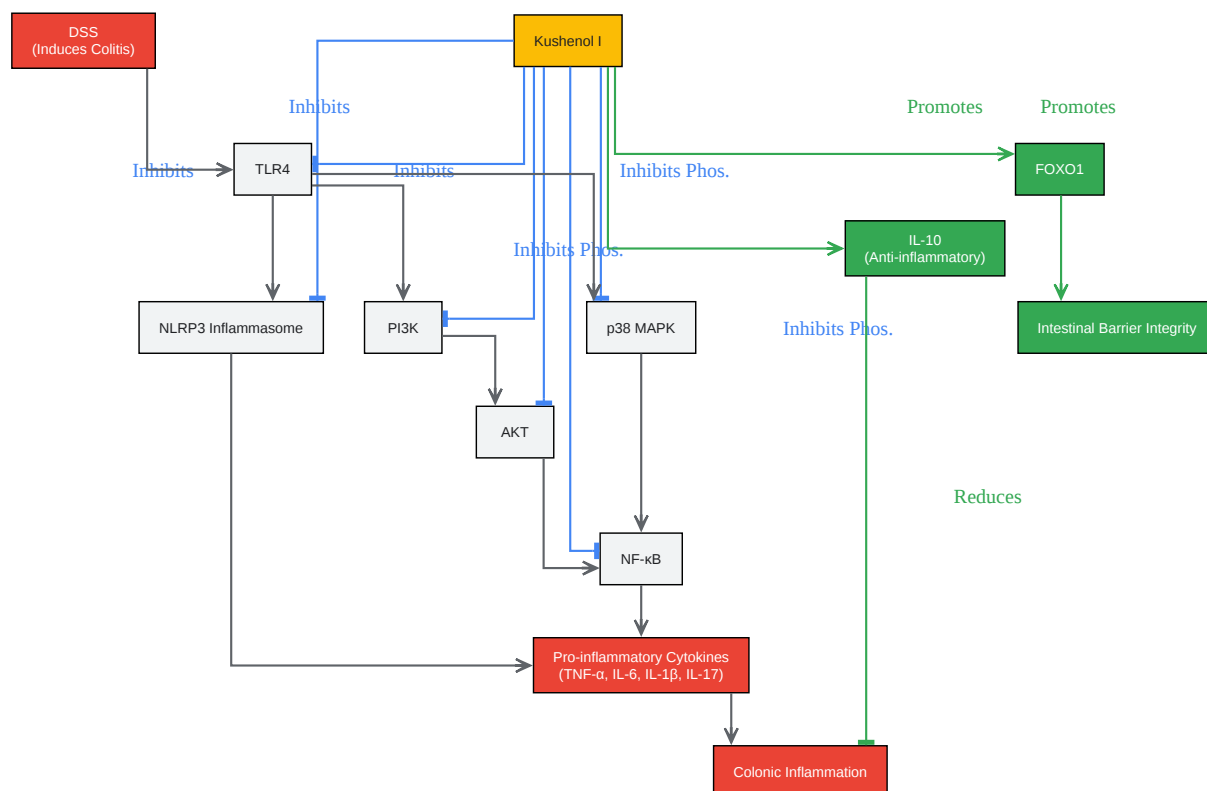 DSS
(Induces Colitis)
Kushenol I
Inhibits
Promotes
Promotes
Inhibits
TLR4
Inhibits
Inhibits Phos.
FOXO1
Inhibits Phos.
IL-10
(Anti-inflammatory)
NLRP3 Inflammasome
PI3K
p38 MAPK
Inhibits Phos.
Intestinal Barrier Integrity
AKT
Reduces
NF-κB
Pro-inflammatory Cytokines
(TNF-α, IL-6, IL-1β, IL-17)
Colonic Inflammation